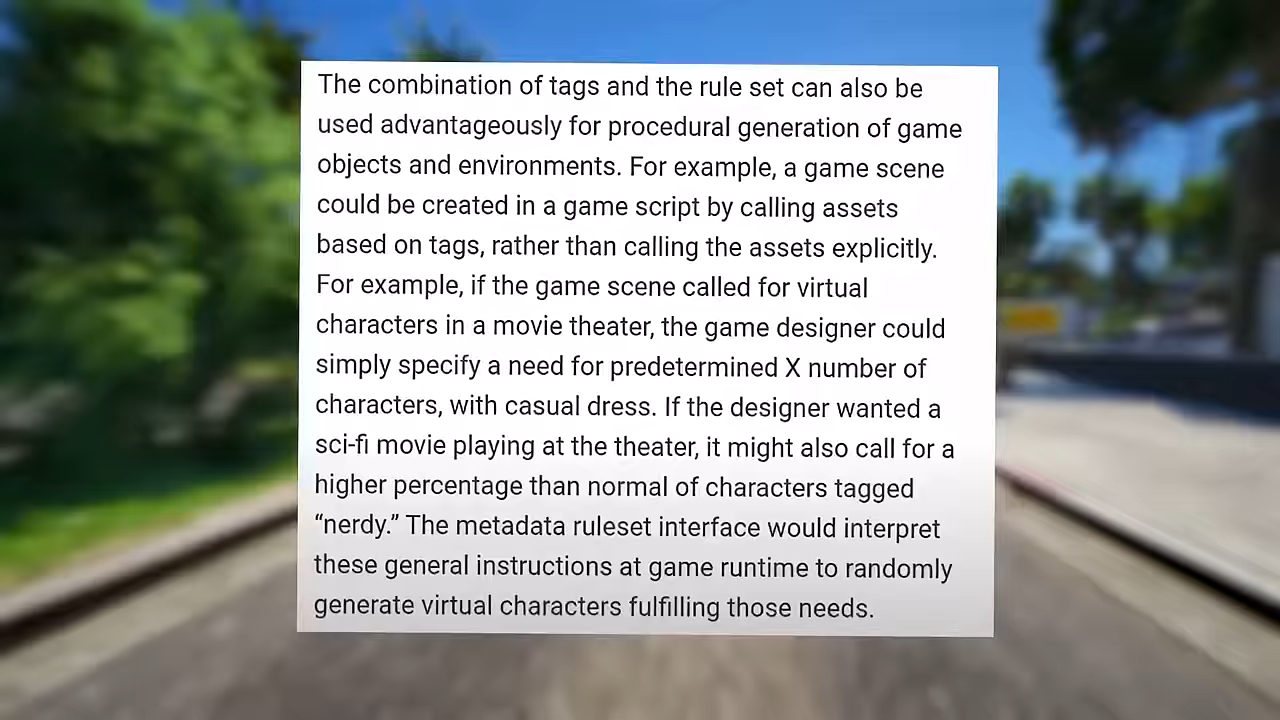 The combination of tags and the rule set can also be
used advantageously for procedural generation of game
objects and environments. For example, a game scene
could be created in a game script by calling assets
based on tags, rather than calling the assets explicitly.
For example, if the game scene called for virtual
characters in a movie theater, the game designer could
simply specify a need for predetermined X number of
characters, with casual dress. If the designer wanted a
sci-fi movie playing at the theater, it might also call for a
higher percentage than normal of characters tagged
“nerdy.” The metadata ruleset interface would interpret
these general instructions at game runtime to randomly
generate virtual characters fulfilling those needs.